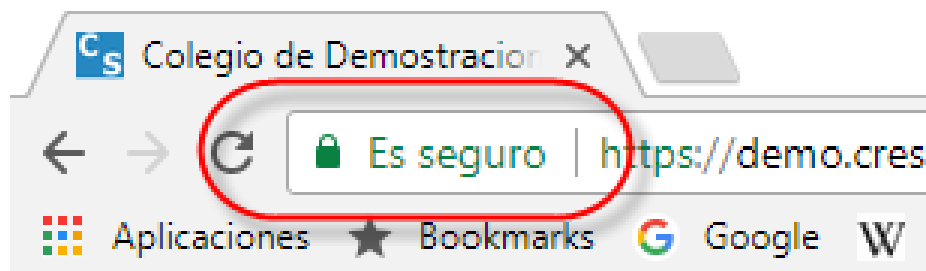 CS Colegio de Demostracion
Es seguro | https://demo.cres
Aplicaciones Bookmarks G Google W